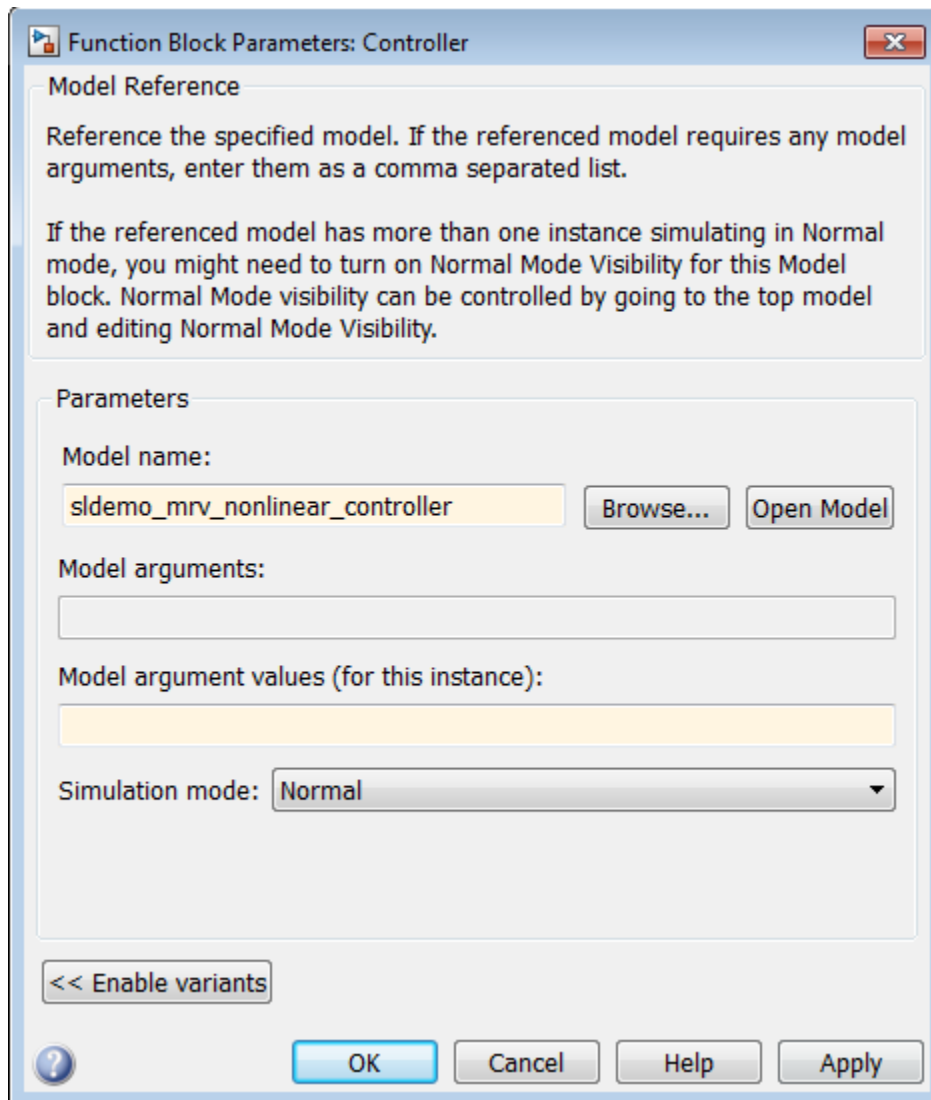 Function Block Parameters: Controller
Model Reference
Reference the specified model. If the referenced model requires any model
arguments, enter them as a comma separated list.
If the referenced model has more than one instance simulating in Normal
mode, you might need to turn on Normal Mode Visibility for this Model
block. Normal Mode visibility can be controlled by going to the top model
and editing Normal Mode Visibility.
Parameters
Model name:
sldemo_mrv_nonlinear_controller Browse... Open Model
Model arguments:
Model argument values (for this instance):
Simulation mode: Normal
<< Enable variants
? OK Cancel Help Apply